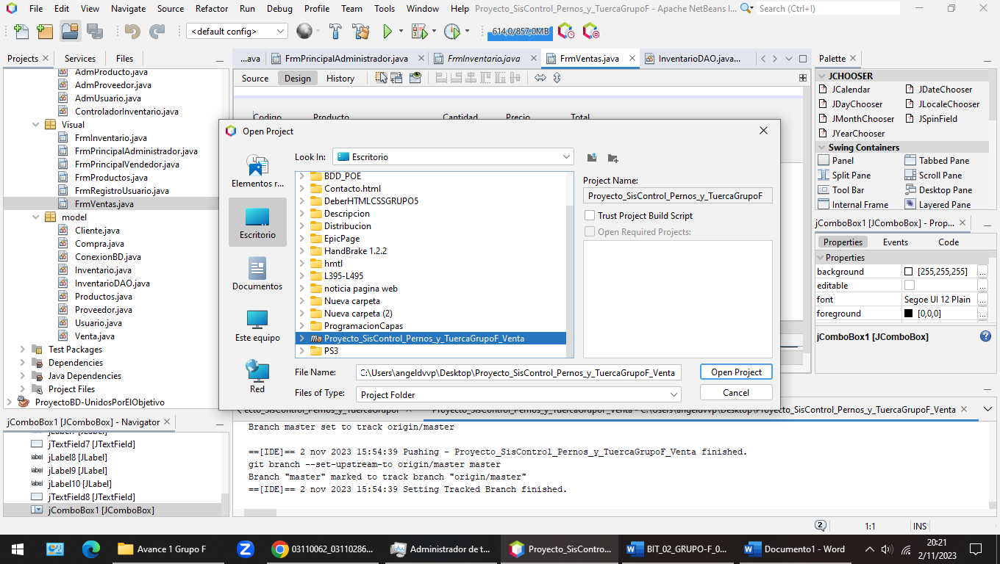 File Edit View Navigate Source Refactor Run Debug Profile Team Tools Window Help Proyecto_SisControl_Pernos_y_TuercaGrupoF - Apache NetBeans I... Search (Ctrl+I)
<default config> 614,0/857,0MB
Projects Services Files
...ava FrmPrincipalAdministrador.java FrmInventario.java FrmVentas.java InventarioDAO.java...
Source Design History
Palette
AdmProducto.java
AdmProveedor.java
AdmUsuario.java
ControladorInventario.java
Visual
FrmInventario.java
FrmPrincipalAdministrador.java
FrmPrincipalVendedor.java
FrmProductos.java
FrmRegistroUsuario.java
FrmVentas.java
model
Cliente.java
Compra.java
ConexionBD.java
Inventario.java
InventarioDAO.java
Productos.java
Proveedor.java
Usuario.java
Venta.java
Test Packages
Dependencies
Java Dependencies
Project Files
ProyectoBD-UnidosPorElObjetivo
Codigo Producto Cantidad Precio Total
Open Project
Look In: Escritorio
Elementos r...
Escritorio
Documentos
Este equipo
Red
BDD_POE
Contacto.html
DeberHTMLCSSGRUPO5
Descripcion
Distribucion
EpicPage
HandBrake 1.2.2
hmtl
L395-L495
noticia pagina web
Nueva carpeta
Nueva carpeta (2)
ProgramacionCapas
ma Proyecto_SisControl_Pernos_y_TuercaGrupoF_Venta
PS3
Project Name:
Proyecto_SisControl_Pernos_y_TuercaGrupoF
Trust Project Build Script
Open Required Projects:
File Name: C:\Users\angeldvvp\Desktop\Proyecto_SisControl_Pernos_y_TuercaGrupoF_Venta Open Project
Files of Type: Project Folder Cancel
JCHOOSER
JCalendar JDateChooser
JDayChooser JLocaleChooser
JMonthChooser JSpinField
JYearChooser
Swing Containers
Panel Tabbed Pane
Split Pane Scroll Pane
Tool Bar Desktop Pane
Internal Frame Layered Pane
jComboBox1 [JComboBox] - Prop...
Properties Events Code
Properties
background [255,255,255] ...
editable ...
font Segoe UI 12 Plain ...
foreground [0,0,0] ...
jComboBox1 [JComboBox]
jComboBox1 [JComboBox] - Navigator
jLabel7 [JLabel]
jTextField7 [JTextField]
jLabel8 [JLabel]
jLabel9 [JLabel]
jLabel10 [JLabel]
jTextField8 [JTextField]
jComboBox1 [JComboBox]
ecto_SisControl_Pernos_y_TuercaGrupoF Proyecto_SisControl_Pernos_y_TuercaGrupoF_Venta - C:\Users\angeldvvp\Desktop\Proyecto_SisControl_Pernos_y_TuercaGrupoF_Venta
Branch master set to track origin/master
==[IDE]== 2 nov 2023 15:54:39 Pushing - Proyecto_SisControl_Pernos_y_TuercaGrupoF_Venta finished.
git branch --set-upstream-to origin/master master
Branch "master" marked to track branch "origin/master"
==[IDE]== 2 nov 2023 15:54:39 Setting Tracked Branch finished.
2 1:1 INS
Avance 1 Grupo F 03110062_03110286... Administrador de t... Proyecto_SisContro... BIT_02_GRUPO-F_0... Documento1 - Word 20:21
2/11/2023